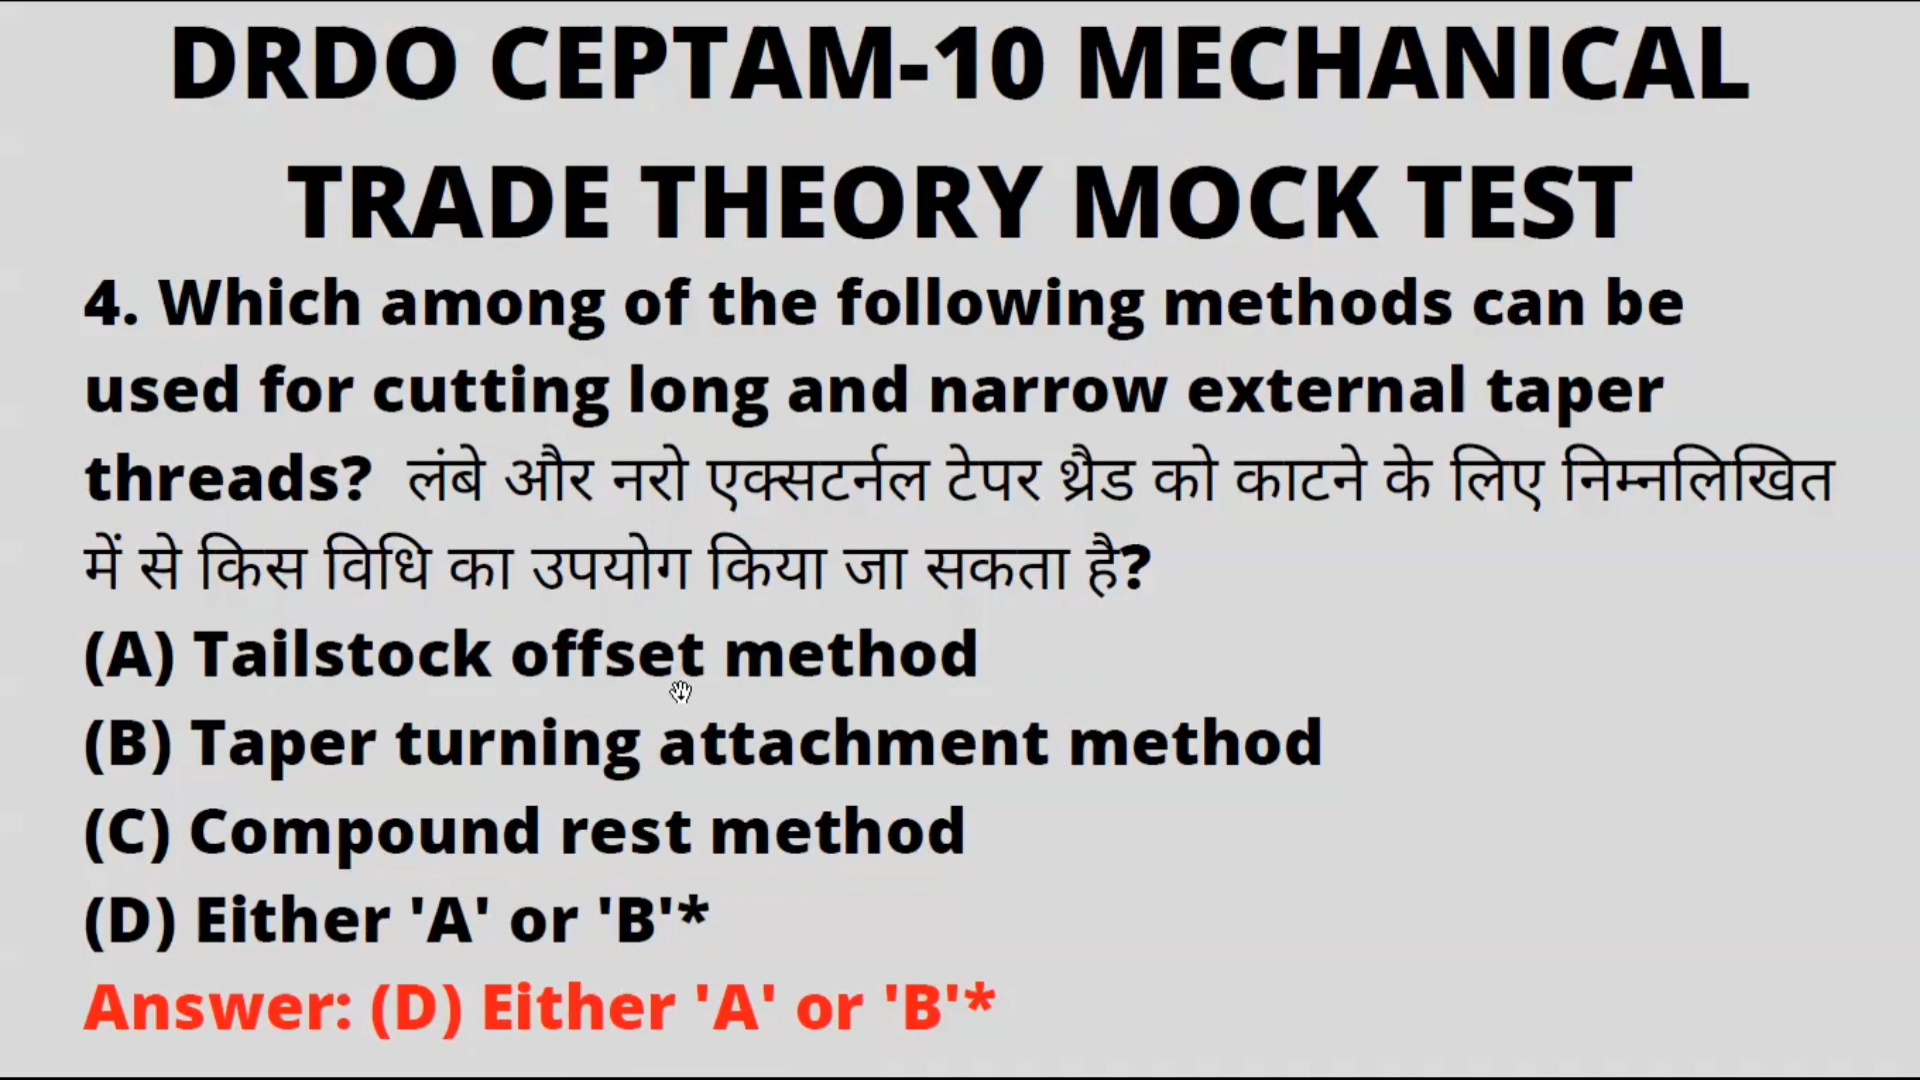 DRDO CEPTAM-10 MECHANICAL
TRADE THEORY MOCK TEST
4. Which among of the following methods can be
used for cutting long and narrow external taper
threads? लंबे और नरो एक्सटर्नल टेपर थ्रैड को काटने के लिए निम्नलिखित
में से किस विधि का उपयोग किया जा सकता है?
(A) Tailstock offset method
(B) Taper turning attachment method
(C) Compound rest method
(D) Either 'A' or 'B'*
Answer: (D) Either 'A' or 'B'*